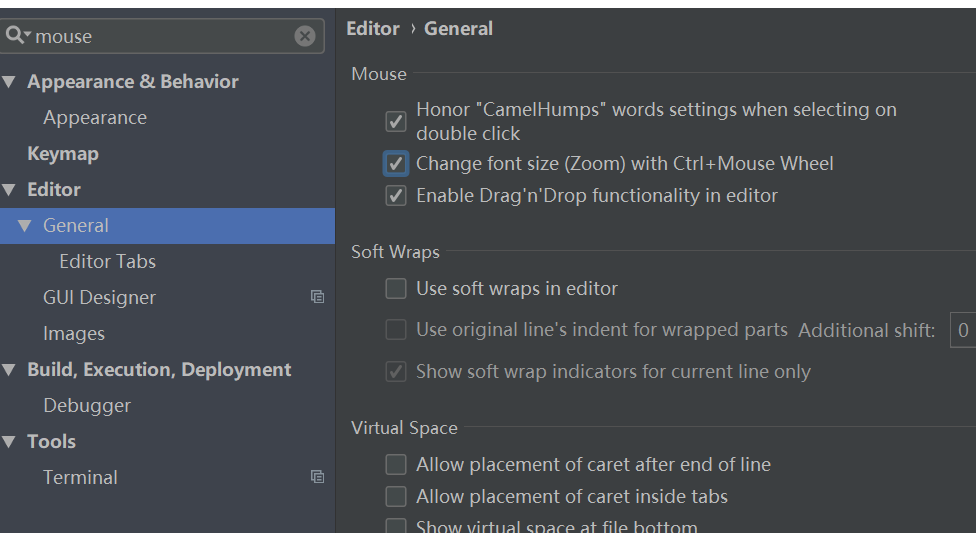 mouse
Appearance & Behavior
Appearance
Keymap
Editor
General
Editor Tabs
GUI Designer
Images
Build, Execution, Deployment
Debugger
Tools
Terminal
Editor › General
Mouse
Honor "CamelHumps" words settings when selecting on
double click
Change font size (Zoom) with Ctrl+Mouse Wheel
Enable Drag'n'Drop functionality in editor
Soft Wraps
Use soft wraps in editor
Use original line's indent for wrapped parts Additional shift: 0
Show soft wrap indicators for current line only
Virtual Space
Allow placement of caret after end of line
Allow placement of caret inside tabs
Show virtual space at file bottom